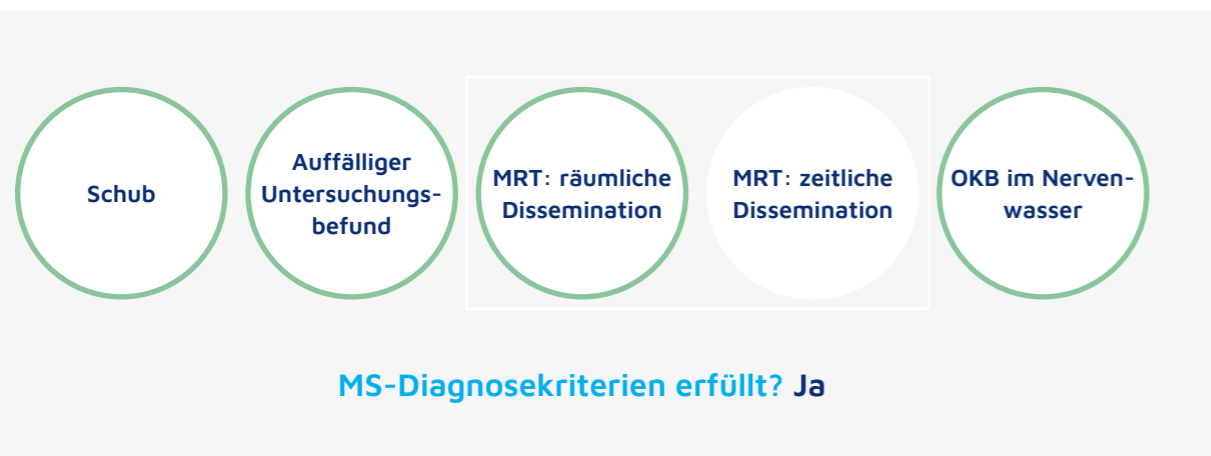 Schub
Auffälliger
Untersuchungs-
befund
MRT: räumliche
Dissemination
MRT: zeitliche
Dissemination
OKB im Nerven-
wasser
MS-Diagnosekriterien erfüllt? Ja